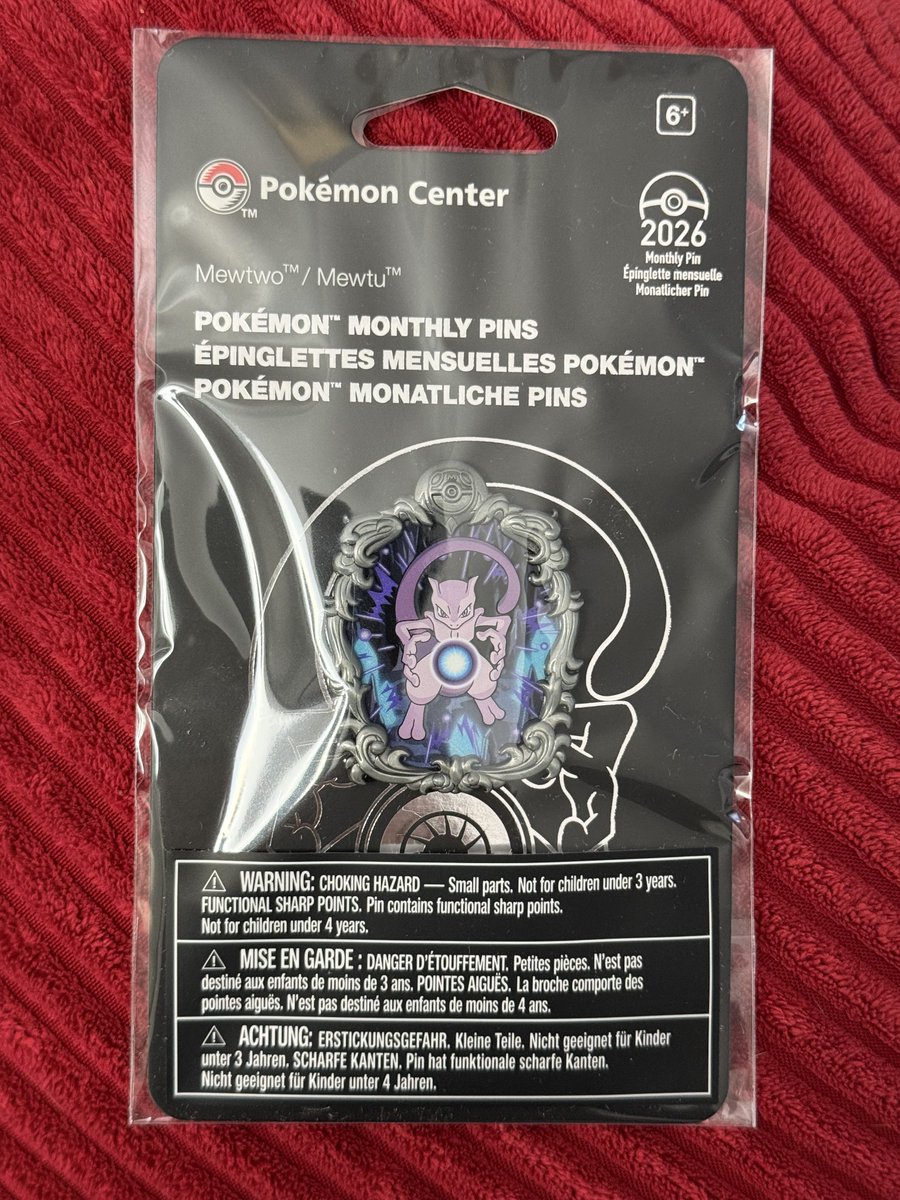 6+
Pokémon Center
TM
2026
Monthly Pin
Épinglette mensuelle
Monatlicher Pin
Mewtwo™ / Mewtu™
POKÉMON™ MONTHLY PINS
ÉPINGLETTES MENSUELLES POKÉMON™
POKÉMON™ MONATLICHE PINS
⚠ WARNING: CHOKING HAZARD — Small parts. Not for children under 3 years.
FUNCTIONAL SHARP POINTS. Pin contains functional sharp points.
Not for children under 4 years.
⚠ MISE EN GARDE : DANGER D'ÉTOUFFEMENT. Petites pièces. N'est pas
destiné aux enfants de moins de 3 ans. POINTES AIGUËS. La broche comporte des
pointes aiguës. N'est pas destiné aux enfants de moins de 4 ans.
⚠ ACHTUNG: ERSTICKUNGSGEFAHR. Kleine Teile. Nicht geeignet für Kinder
unter 3 Jahren. SCHARFE KANTEN. Pin hat funktionale scharfe Kanten.
Nicht geeignet für Kinder unter 4 Jahren.